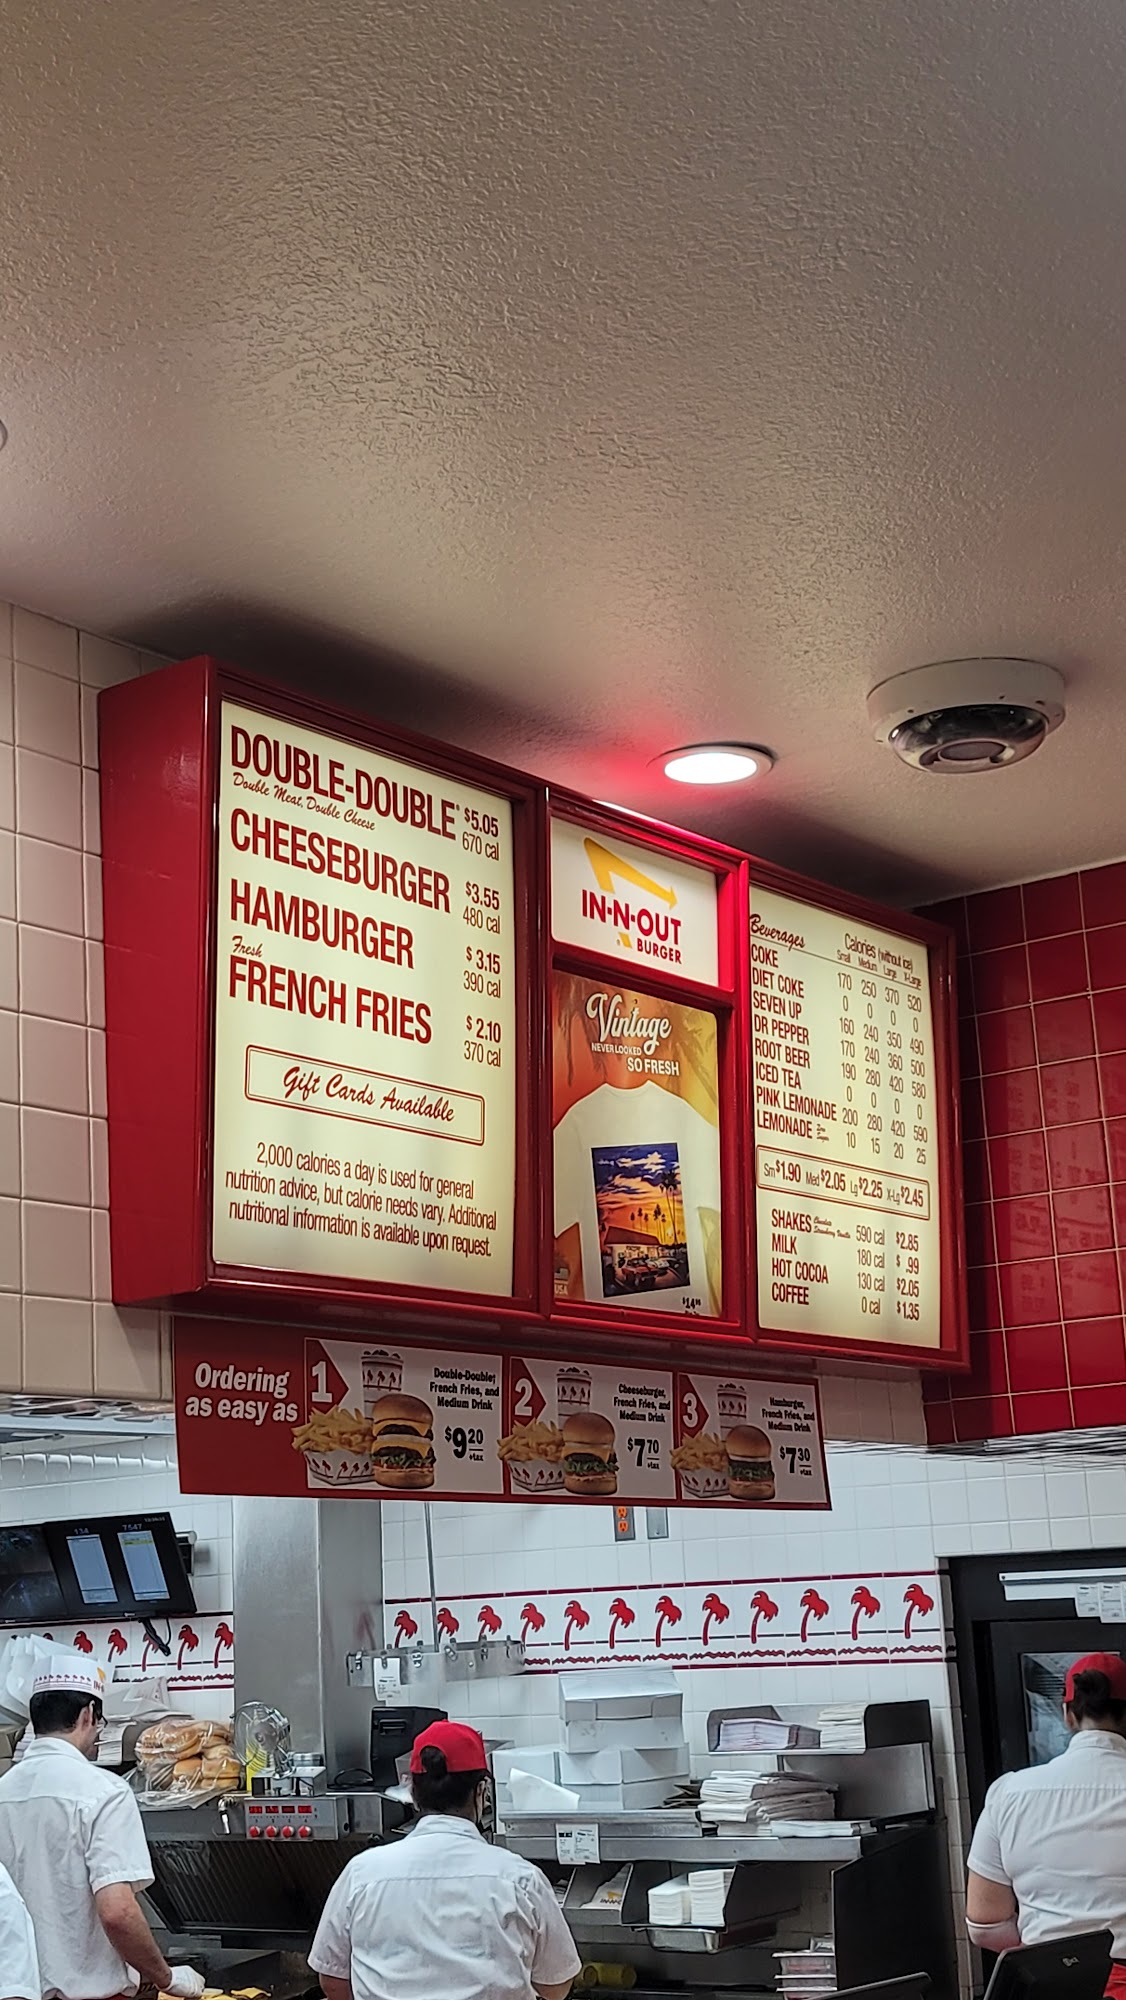 DOUBLE-DOUBLE® $5.05
Double Meat, Double Cheese 670 cal
CHEESEBURGER $3.55
480 cal
HAMBURGER $3.15
390 cal
Fresh
FRENCH FRIES $2.10
370 cal
Gift Cards Available
2,000 calories a day is used for general
nutrition advice, but calorie needs vary. Additional
nutritional information is available upon request.
IN-N-OUT
BURGER
Vintage
NEVER LOOKED
SO FRESH
USA
$14
Beverages Calories (without ice)
Small Medium Large X-Large
COKE 170 250 370 520
DIET COKE 0 0 0 0
SEVEN UP 160 240 350 490
DR PEPPER 170 240 360 500
ROOT BEER 190 280 420 580
ICED TEA 0 0 0 0
PINK LEMONADE 200 280 420 590
LEMONADE 10 15 20 25
Sm $1.90 Med $2.05 Lg $2.25 X-Lg $2.45
SHAKES Chocolate Strawberry Vanilla 590 cal $2.85
MILK 180 cal $ .99
HOT COCOA 130 cal $2.05
COFFEE 0 cal $1.35
Ordering
as easy as
1
Double-Double,
French Fries, and
Medium Drink
$9 20
+tax
2
Cheeseburger,
French Fries, and
Medium Drink
$7 70
+tax
3
Hamburger,
French Fries, and
Medium Drink
$7 30
+tax
134 7547